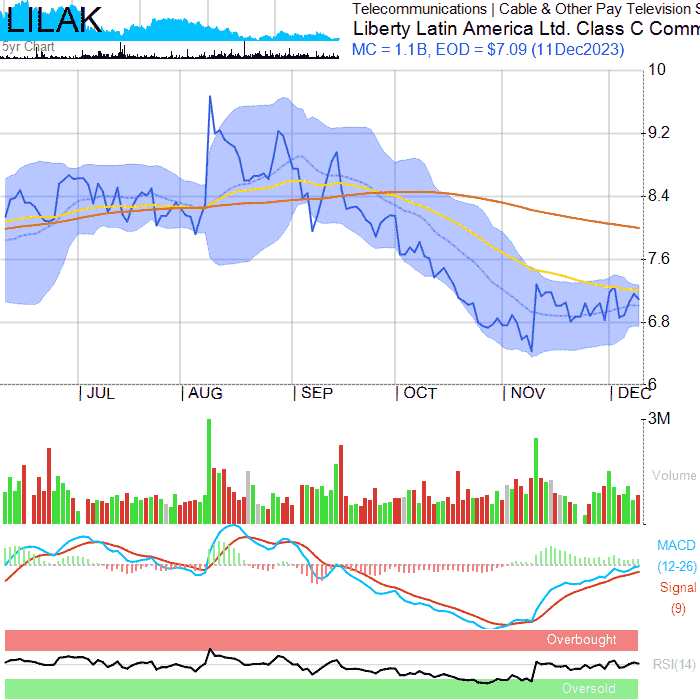 LILAK
5yr Chart
Telecommunications | Cable & Other Pay Television S
Liberty Latin America Ltd. Class C Comm
MC = 1.1B, EOD = $7.09 (11Dec2023)
10
9.2
8.4
7.6
6.8
6
JUL AUG SEP OCT NOV DEC
3M
Volume
MACD
(12-26)
Signal
(9)
Overbought
RSI(14)
Oversold